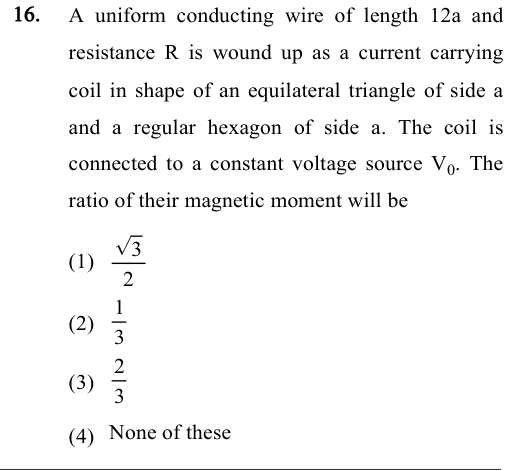 16. A uniform conducting wire of length 12a and
resistance R is wound up as a current carrying
coil in shape of an equilateral triangle of side a
and a regular hexagon of side a. The coil is
connected to a constant voltage source V₀. The
ratio of their magnetic moment will be
(1) √3/2
(2) 1/3
(3) 2/3
(4) None of these